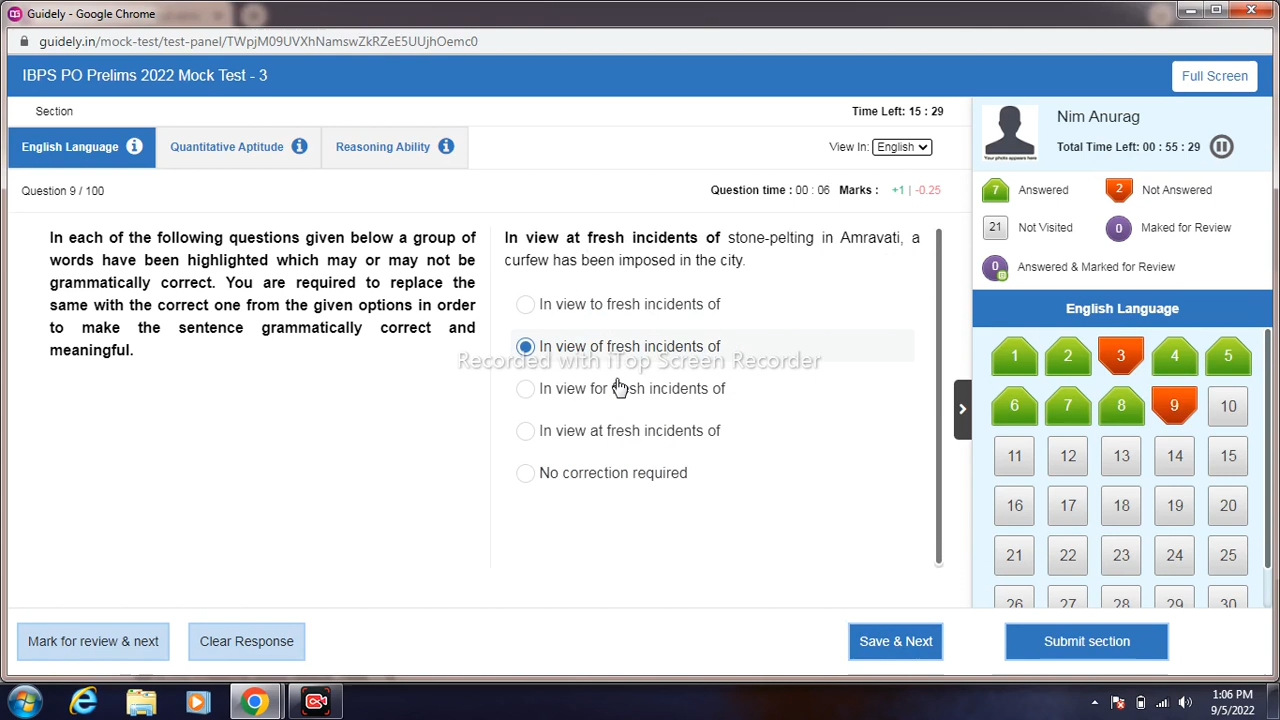 Guidely - Google Chrome
guidely.in/mock-test/test-panel/TWpjM09UVXhNamswZkRZeE5UUjhOemc0
IBPS PO Prelims 2022 Mock Test - 3
Full Screen
Section
Time Left: 15 : 29
English Language
Quantitative Aptitude
Reasoning Ability
View In: English
Question 9 / 100
Question time : 00 : 06 Marks : +1 | -0.25
In each of the following questions given below a group of
words have been highlighted which may or may not be
grammatically correct. You are required to replace the
same with the correct one from the given options in order
to make the sentence grammatically correct and
meaningful.
In view at fresh incidents of stone-pelting in Amravati, a
curfew has been imposed in the city.
In view to fresh incidents of
In view of fresh incidents of
In view for fresh incidents of
In view at fresh incidents of
No correction required
Recorded with iTop Screen Recorder
Mark for review & next
Clear Response
Save & Next
Submit section
Your photo appears here
Nim Anurag
Total Time Left: 00 : 55 : 29
7 Answered
2 Not Answered
21 Not Visited
0 Maked for Review
0 Answered & Marked for Review
English Language
1 2 3 4 5
6 7 8 9 10
11 12 13 14 15
16 17 18 19 20
21 22 23 24 25
26 27 28 29 30
1:06 PM
9/5/2022